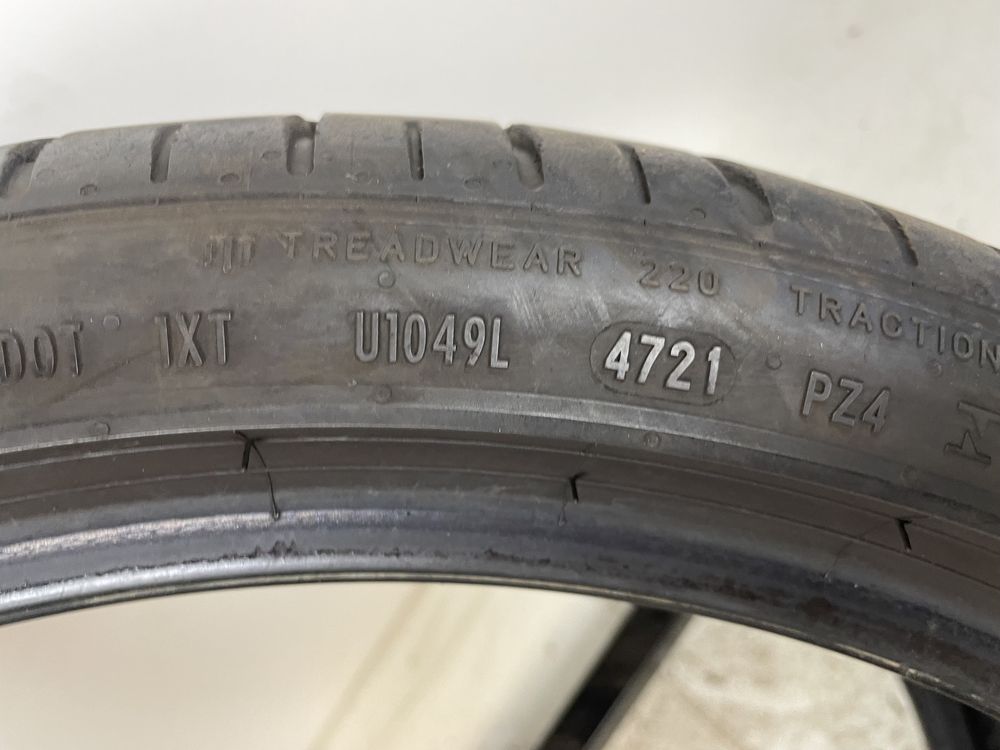 TREADWEAR 220 TRACTION
DOT 1XT U1049L 4721 PZ4